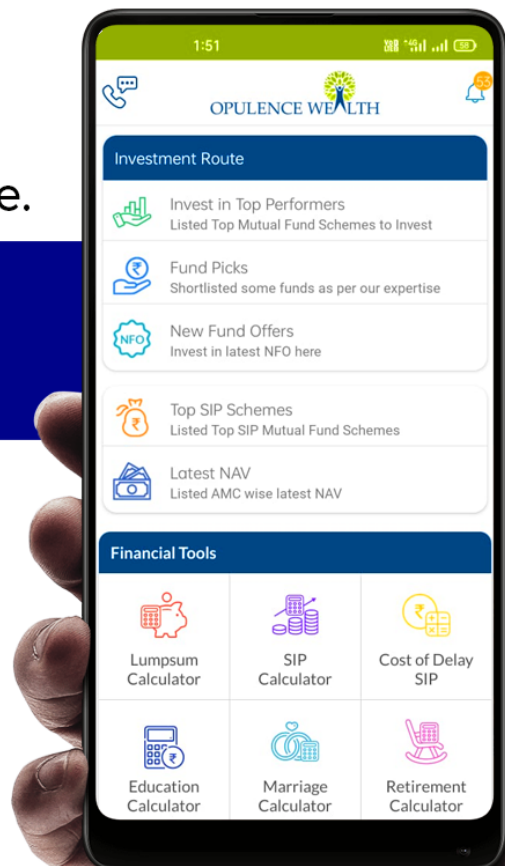 e.
1:51
58
53
OPULENCE WEALTH
Investment Route
Invest in Top Performers
Listed Top Mutual Fund Schemes to Invest
Fund Picks
Shortlisted some funds as per our expertise
NFO
New Fund Offers
Invest in latest NFO here
Top SIP Schemes
Listed Top SIP Mutual Fund Schemes
Latest NAV
Listed AMC wise latest NAV
Financial Tools
Lumpsum
Calculator
SIP
Calculator
Cost of Delay
SIP
Education
Calculator
Marriage
Calculator
Retirement
Calculator